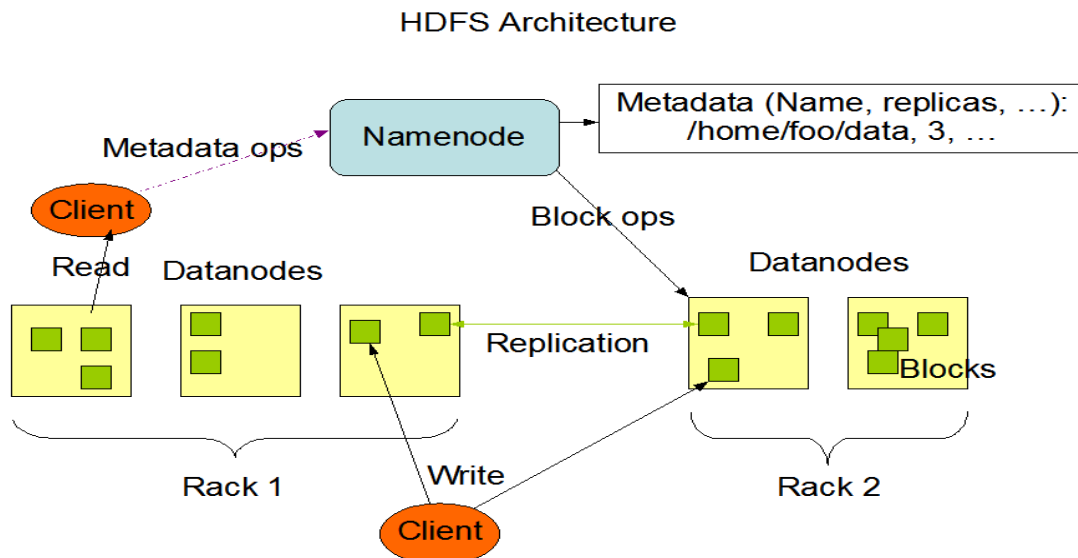 HDFS Architecture
Metadata (Name, replicas, …):
/home/foo/data, 3, …
Namenode
Metadata ops
Client
Block ops
Read
Datanodes
Datanodes
Replication
Blocks
Rack 1
Write
Rack 2
Client